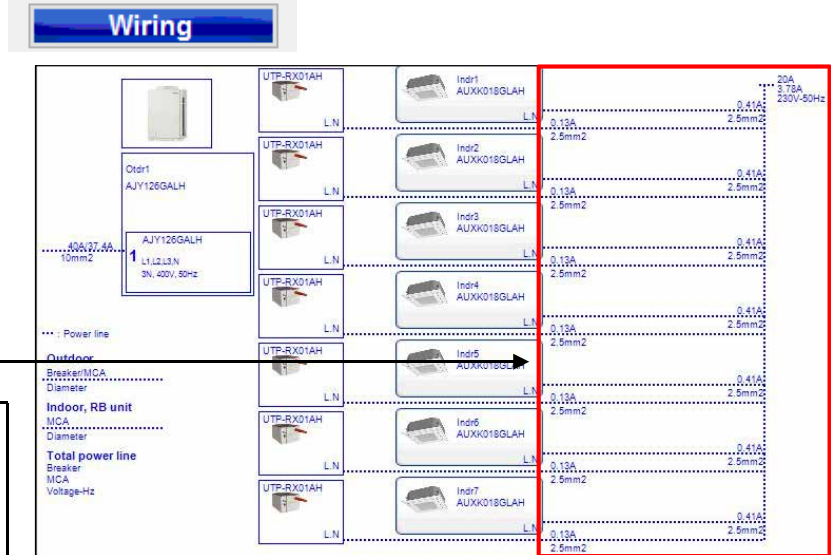 Wiring
Otdr1
AJY126GALH
40A/37.4A
10mm2
AJY126GALH
1
L1,L2,L3,N
3N, 400V, 50Hz
... : Power line
Outdoor
Breaker/MCA
Diameter
Indoor, RB unit
MCA
Diameter
Total power line
Breaker
MCA
Voltage-Hz
UTP-RX01AH
L.N
Indr1
AUXK018GLAH
L.N
0.41A
2.5mm2
0.13A
2.5mm2
UTP-RX01AH
L.N
Indr2
AUXK018GLAH
L.N
0.41A
2.5mm2
0.13A
2.5mm2
UTP-RX01AH
L.N
Indr3
AUXK018GLAH
L.N
0.41A
2.5mm2
0.13A
2.5mm2
UTP-RX01AH
L.N
Indr4
AUXK018GLAH
L.N
0.41A
2.5mm2
0.13A
2.5mm2
UTP-RX01AH
L.N
Indr5
AUXK018GLAH
L.N
0.41A
2.5mm2
0.13A
2.5mm2
UTP-RX01AH
L.N
Indr6
AUXK018GLAH
L.N
0.41A
2.5mm2
0.13A
2.5mm2
UTP-RX01AH
L.N
Indr7
AUXK018GLAH
L.N
0.41A
2.5mm2
0.13A
2.5mm2
20A
3.78A
230V-50Hz